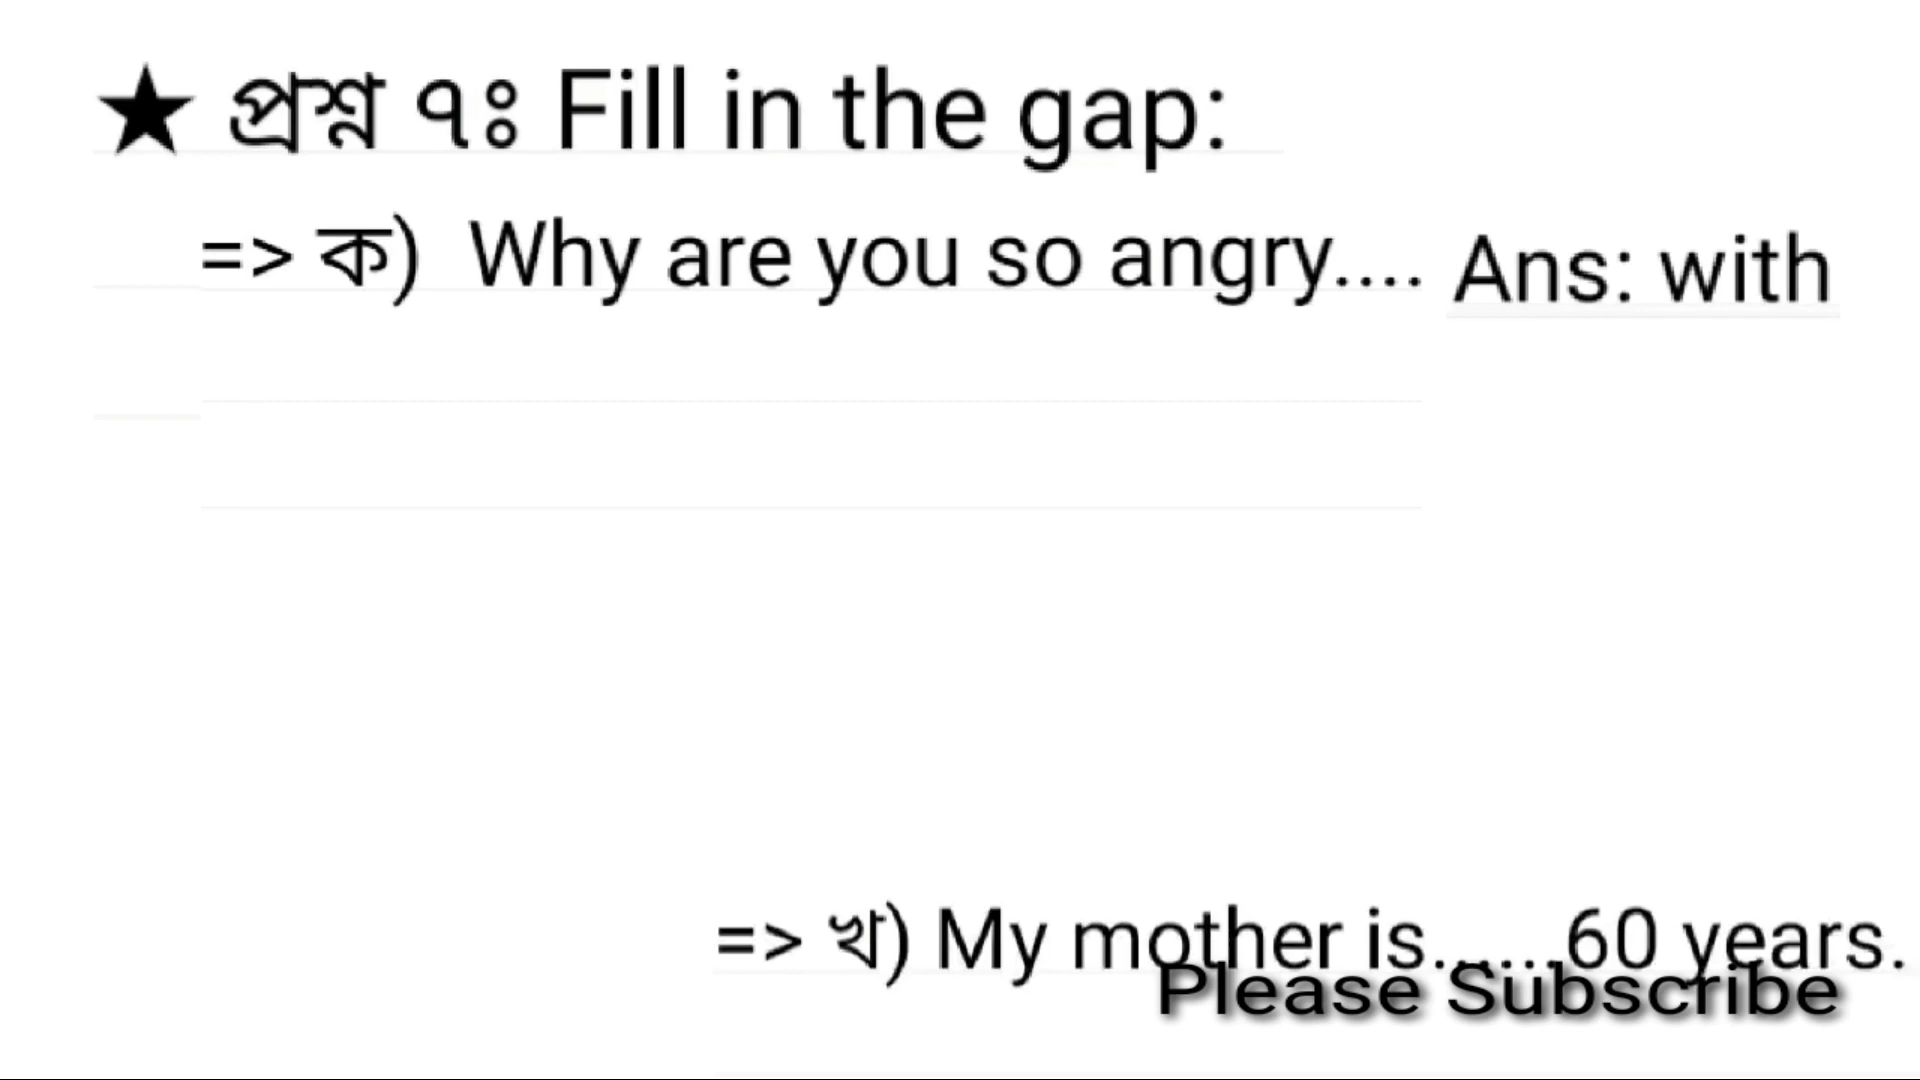 ★ প্রশ্ন ৭ঃ Fill in the gap:
=> ক) Why are you so angry.... Ans: with
=> খ) My mother is......60 years.
Please Subscribe